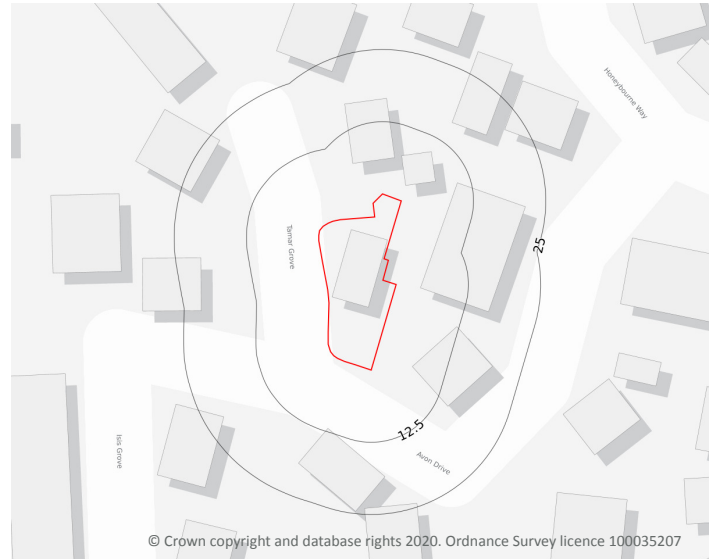 Honeybourne Way
Tamar Grove
25
12.5
Avon Drive
Isis Grove
© Crown copyright and database rights 2020. Ordnance Survey licence 100035207